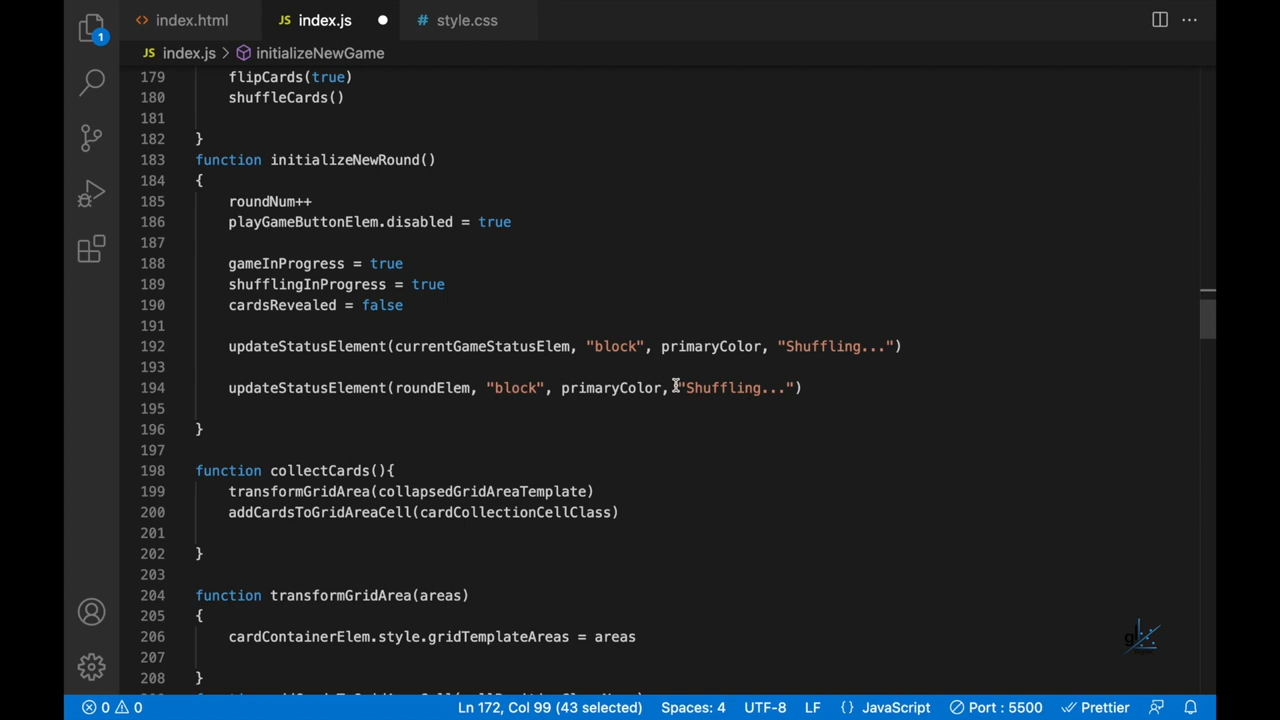 index.html
JS index.js
# style.css
JS index.js > initializeNewGame
1
179 flipCards(true)
180 shuffleCards()
181
182 }
183 function initializeNewRound()
184 {
185 roundNum++
186 playGameButtonElem.disabled = true
187
188 gameInProgress = true
189 shufflingInProgress = true
190 cardsRevealed = false
191
192 updateStatusElement(currentGameStatusElem, "block", primaryColor, "Shuffling...")
193
194 updateStatusElement(roundElem, "block", primaryColor, "Shuffling...")
195
196 }
197
198 function collectCards(){
199 transformGridArea(collapsedGridAreaTemplate)
200 addCardsToGridAreaCell(cardCollectionCellClass)
201
202 }
203
204 function transformGridArea(areas)
205 {
206 cardContainerElem.style.gridTemplateAreas = areas
207
208 }
gl
0 0 Ln 172, Col 99 (43 selected) Spaces: 4 UTF-8 LF {} JavaScript Port : 5500 Prettier